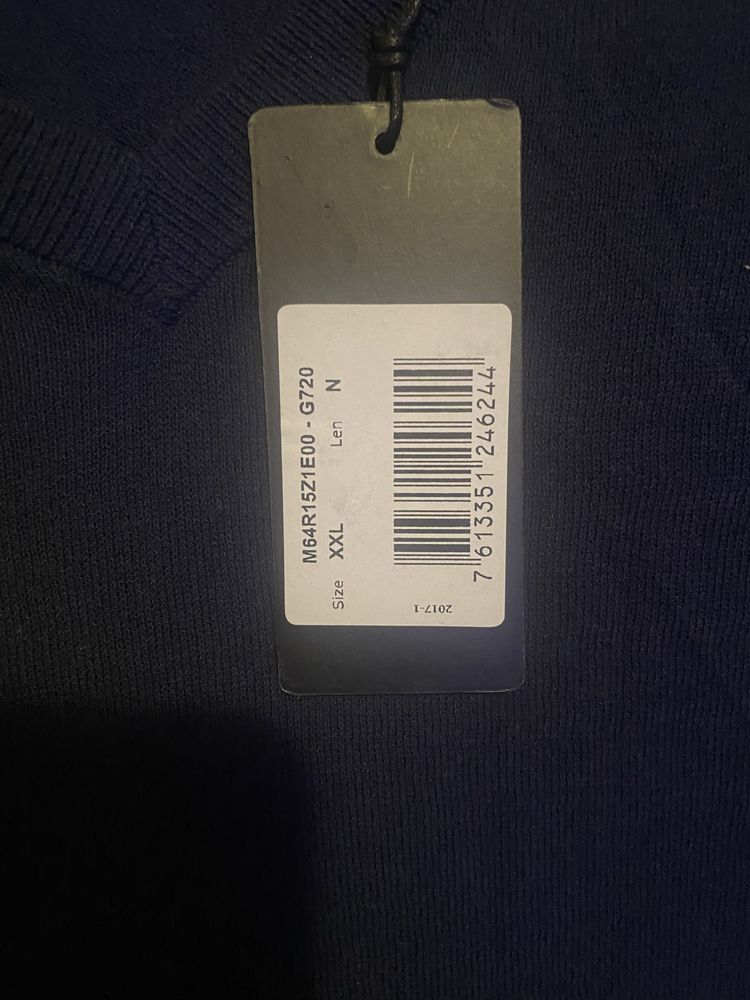 M64R15Z1E00 - G720
Size XXL Len N
7 613351 246244
2017-1